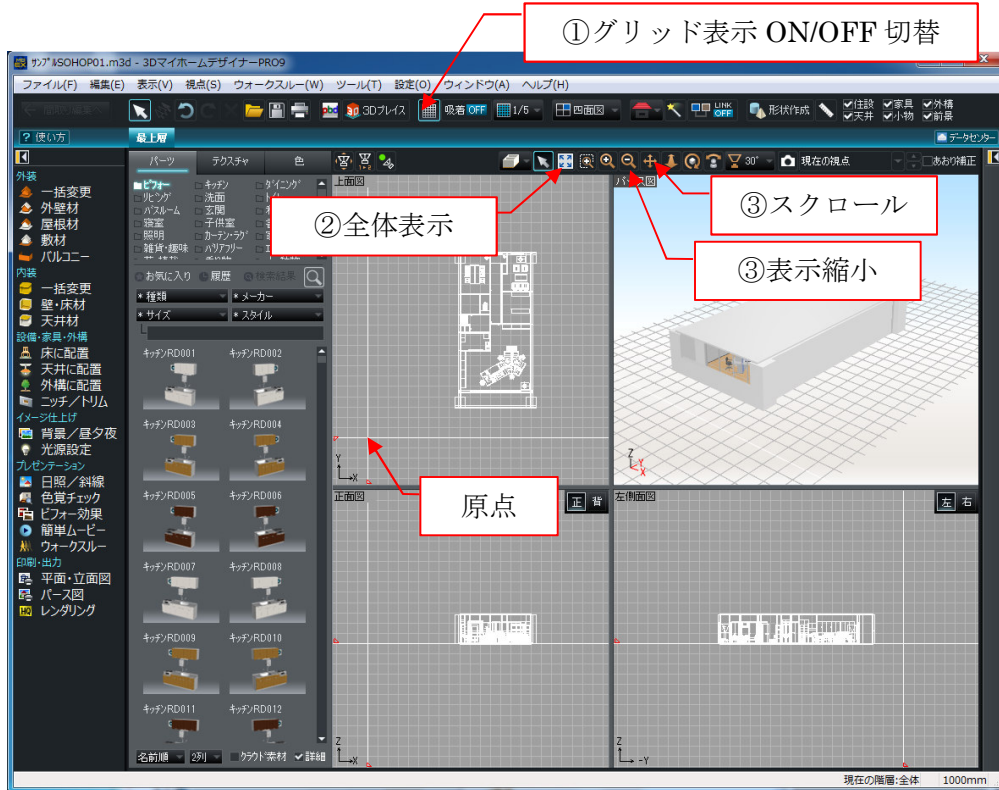 ①グリッド表示 ON/OFF 切替
ｻﾝﾌﾟﾙSOHOP01.m3d - 3DマイホームデザイナーPRO9
ファイル(F) 編集(E) 表示(V) 視点(S) ウォークスルー(W) ツール(T) 設定(O) ウィンドウ(A) ヘルプ(H)
3Dプレイス 吸着 OFF 1/5 四面図 LINK OFF 形状作成 住設 家具 外構
天井 小物 前景
? 使い方 最上層 データセンター
外装
一括変更
外壁材
屋根材
敷材
バルコニー
内装
一括変更
壁・床材
天井材
設備・家具・外構
床に配置
天井に配置
外構に配置
ニッチ／トリム
イメージ仕上げ
背景／昼夕夜
光源設定
プレゼンテーション
日照／斜線
色覚チェック
ビフォー効果
簡単ムービー
ウォークスルー
印刷・出力
平面・立面図
パース図
レンダリング
パーツ テクスチャ 色
ﾋﾞﾌｫｰ ｷｯﾁﾝ ﾀﾞｲﾆﾝｸﾞ
ﾘﾋﾞﾝｸﾞ 洗面
ﾊﾞｽﾙｰﾑ 玄関
寝室 子供室
照明 ｶｰﾃﾝ･ﾗｸﾞ
雑貨･趣味 ﾊﾞﾘｱﾌﾘｰ
お気に入り 履歴 検索結果
* 種類 * メーカー
* サイズ * スタイル
ｷｯﾁﾝRD001 ｷｯﾁﾝRD002
ｷｯﾁﾝRD003 ｷｯﾁﾝRD004
ｷｯﾁﾝRD005 ｷｯﾁﾝRD006
ｷｯﾁﾝRD007 ｷｯﾁﾝRD008
ｷｯﾁﾝRD009 ｷｯﾁﾝRD010
ｷｯﾁﾝRD011 ｷｯﾁﾝRD012
名前順 2列 ｸﾗｳﾄﾞ素材 詳細
30° 現在の視点 あおり補正
上面図
パース図
②全体表示
③スクロール
③表示縮小
原点
Y
X
Z
Y
X
正面図 正 背
左側面図 左 右
Z
X
Z
-Y
現在の階層:全体 1000mm